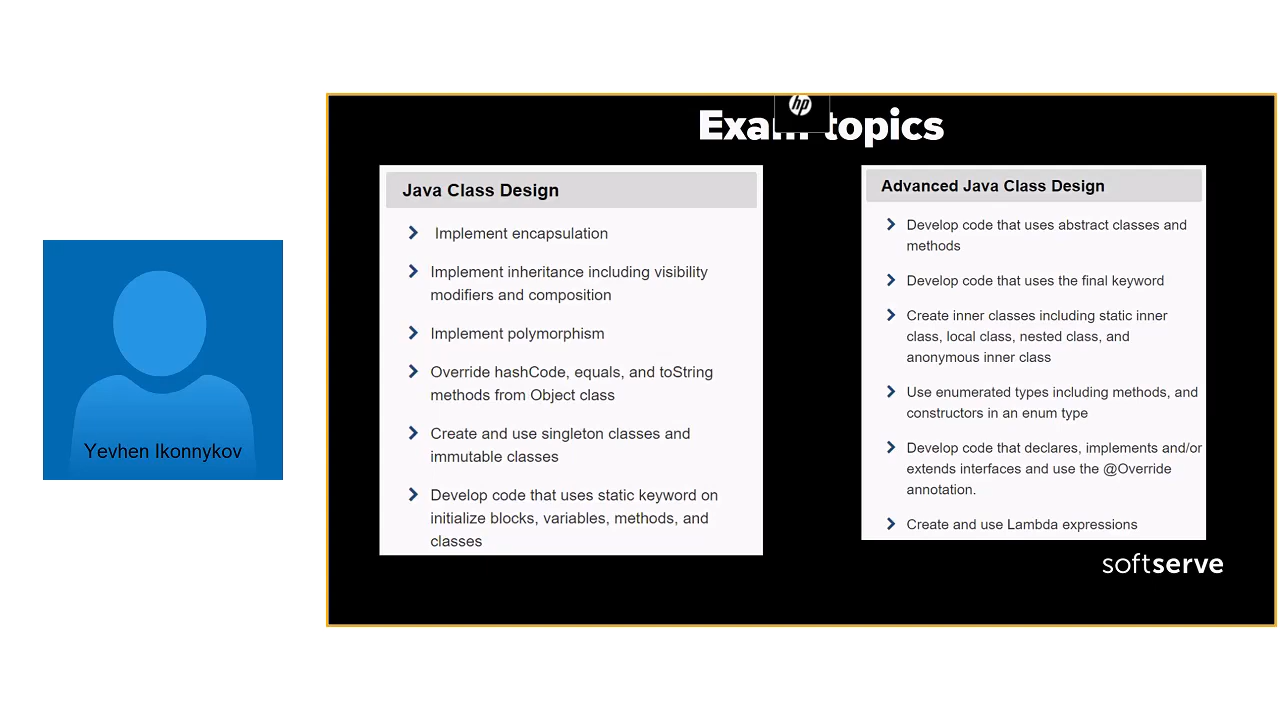 hp
Exam topics
Java Class Design
Implement encapsulation
Implement inheritance including visibility
modifiers and composition
Implement polymorphism
Override hashCode, equals, and toString
methods from Object class
Create and use singleton classes and
immutable classes
Develop code that uses static keyword on
initialize blocks, variables, methods, and
classes
Advanced Java Class Design
Develop code that uses abstract classes and
methods
Develop code that uses the final keyword
Create inner classes including static inner
class, local class, nested class, and
anonymous inner class
Use enumerated types including methods, and
constructors in an enum type
Develop code that declares, implements and/or
extends interfaces and use the @Override
annotation.
Create and use Lambda expressions
softserve
Yevhen Ikonnykov